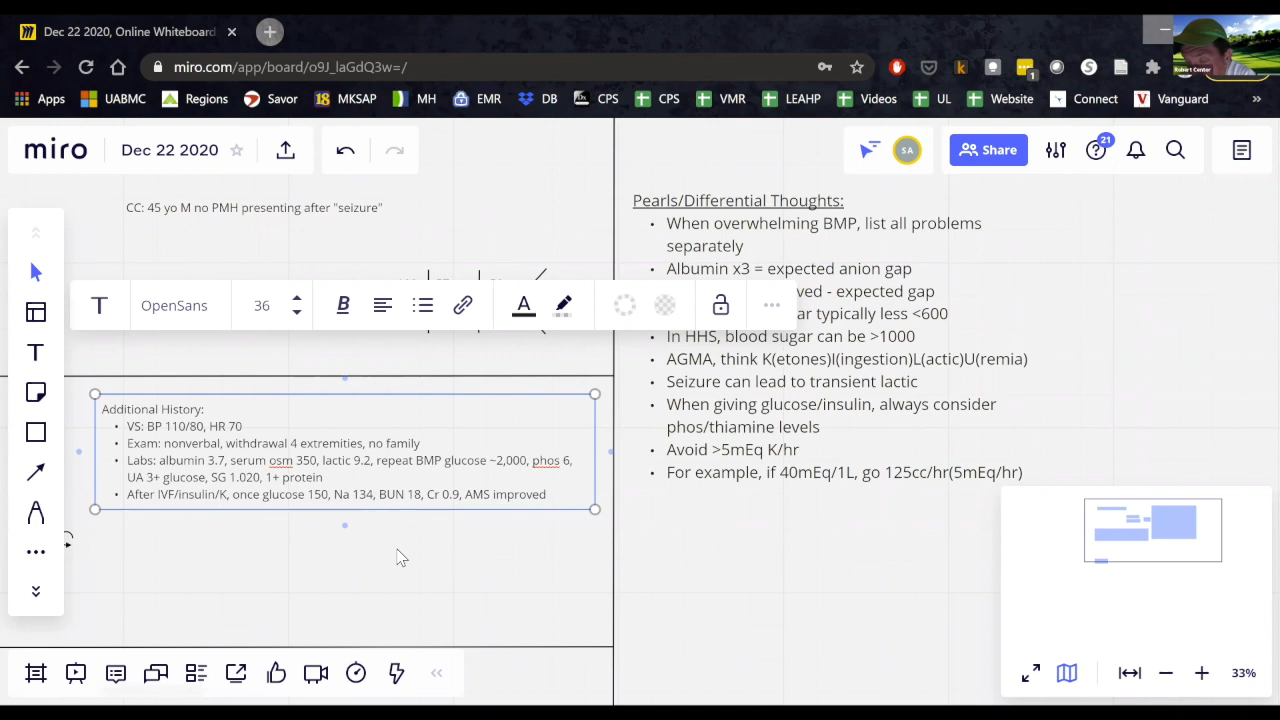 Dec 22 2020, Online Whiteboard
Robert Centor
miro.com/app/board/o9J_laGdQ3w=/
1
Apps
UABMC
Regions
Savor
MKSAP
MH
EMR
DB
CPS
CPS
VMR
LEAHP
Videos
UL
Website
Connect
Vanguard
miro
Dec 22 2020
SA
Share
21
CC: 45 yo M no PMH presenting after "seizure"
Pearls/Differential Thoughts:
• When overwhelming BMP, list all problems
separately
• Albumin x3 = expected anion gap
ved - expected gap
ar typically less <600
• In HHS, blood sugar can be >1000
• AGMA, think K(etones)I(ingestion)L(actic)U(remia)
• Seizure can lead to transient lactic
• When giving glucose/insulin, always consider
phos/thiamine levels
• Avoid >5mEq K/hr
• For example, if 40mEq/1L, go 125cc/hr(5mEq/hr)
T OpenSans 36 B A
T
Additional History:
• VS: BP 110/80, HR 70
• Exam: nonverbal, withdrawal 4 extremities, no family
• Labs: albumin 3.7, serum osm 350, lactic 9.2, repeat BMP glucose ~2,000, phos 6,
UA 3+ glucose, SG 1.020, 1+ protein
• After IVF/insulin/K, once glucose 150, Na 134, BUN 18, Cr 0.9, AMS improved
33%